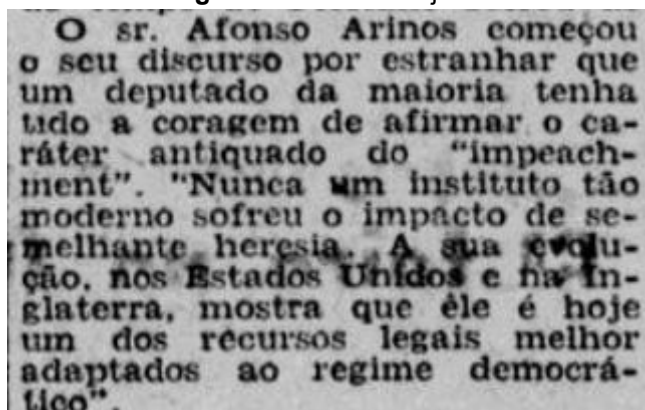 O sr. Afonso Arinos começou
o seu discurso por estranhar que
um deputado da maioria tenha
tido a coragem de afirmar o ca-
ráter antiquado do “impeach-
ment”. “Nunca um instituto tão
moderno sofreu o impacto de se-
melhante heresia. A sua evolu-
ção, nos Estados Unidos e na In-
glaterra, mostra que êle é hoje
um dos recursos legais melhor
adaptados ao regime democrá-
tico”.